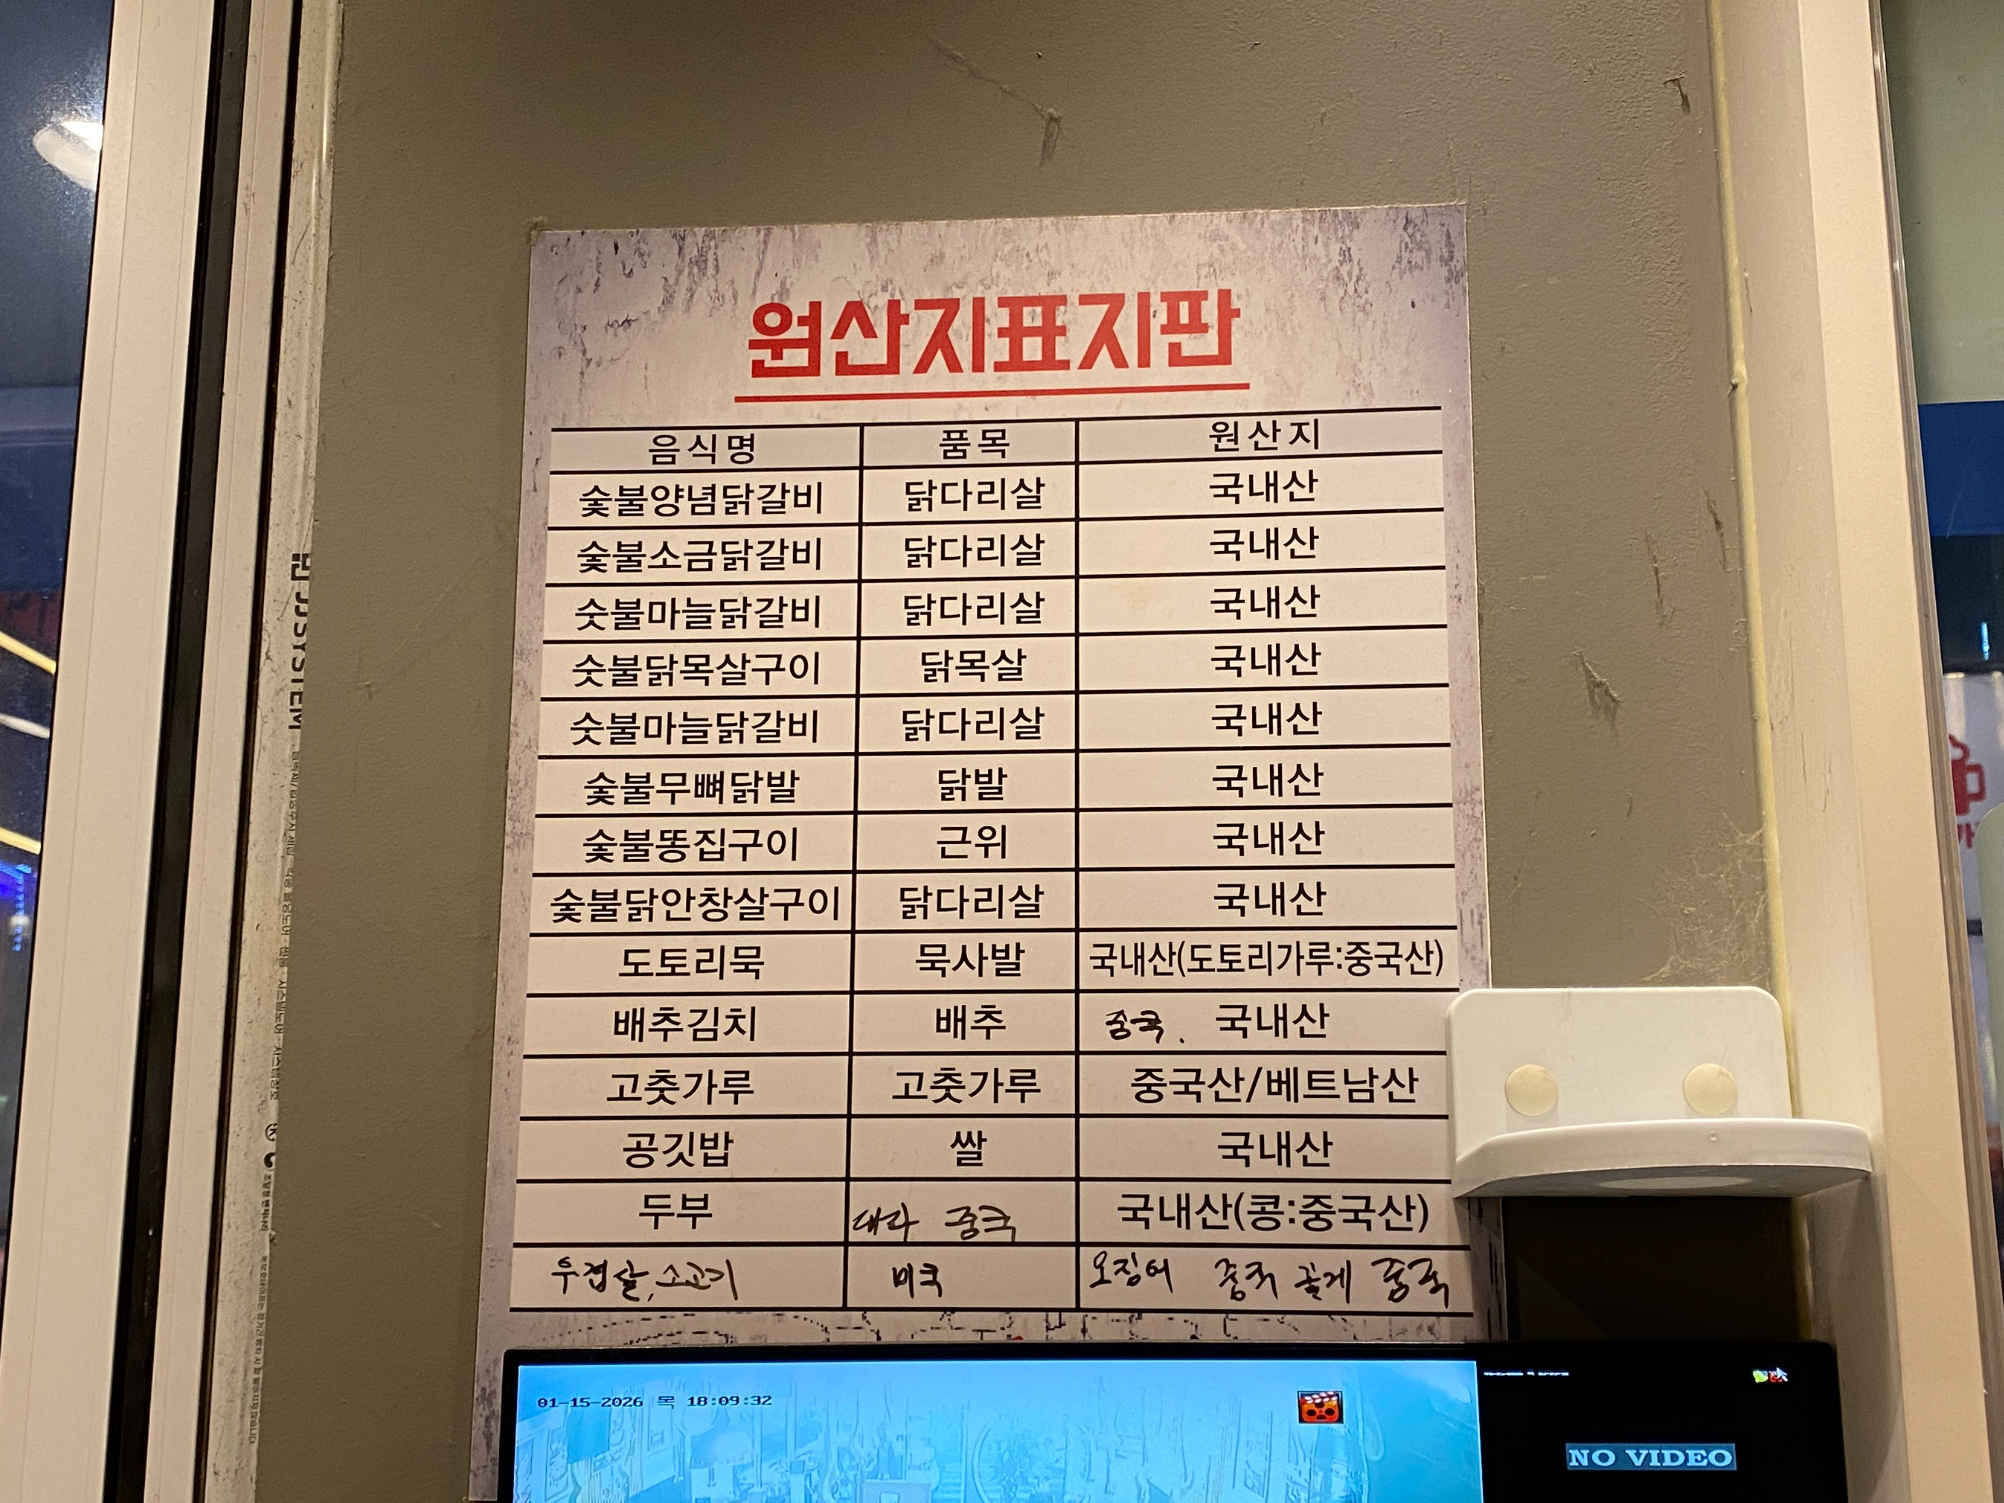 원산지표지판
음식명 품목 원산지
숯불양념닭갈비 닭다리살 국내산
숯불소금닭갈비 닭다리살 국내산
숫불마늘닭갈비 닭다리살 국내산
숫불닭목살구이 닭목살 국내산
숫불마늘닭갈비 닭다리살 국내산
숯불무뼈닭발 닭발 국내산
숯불똥집구이 근위 국내산
숯불닭안창살구이 닭다리살 국내산
도토리묵 묵사발 국내산(도토리가루:중국산)
배추김치 배추 중국. 국내산
고춧가루 고춧가루 중국산/베트남산
공깃밥 쌀 국내산
두부 중국 국내산(콩:중국산)
우겹살, 소고기 미국 오징어 중국 꽃게 중국
01-15-2026 목 18:09:32
NO VIDEO
SYSTEM